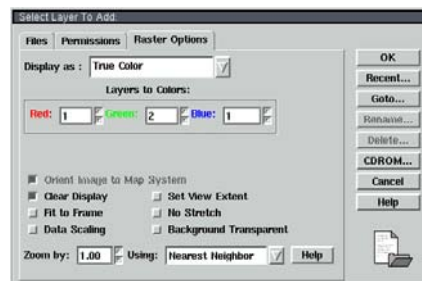 Select Layer To Add:
Files Permissions Raster Options
Display as : True Color
Layers to Colors:
Red: 1 Green: 2 Blue: 1
Orient Image to Map System
Clear Display Set View Extent
Fit to Frame No Stretch
Data Scaling Background Transparent
Zoom by: 1.00 Using: Nearest Neighbor Help
OK
Recent...
Goto...
Rename...
Delete...
CDROM...
Cancel
Help